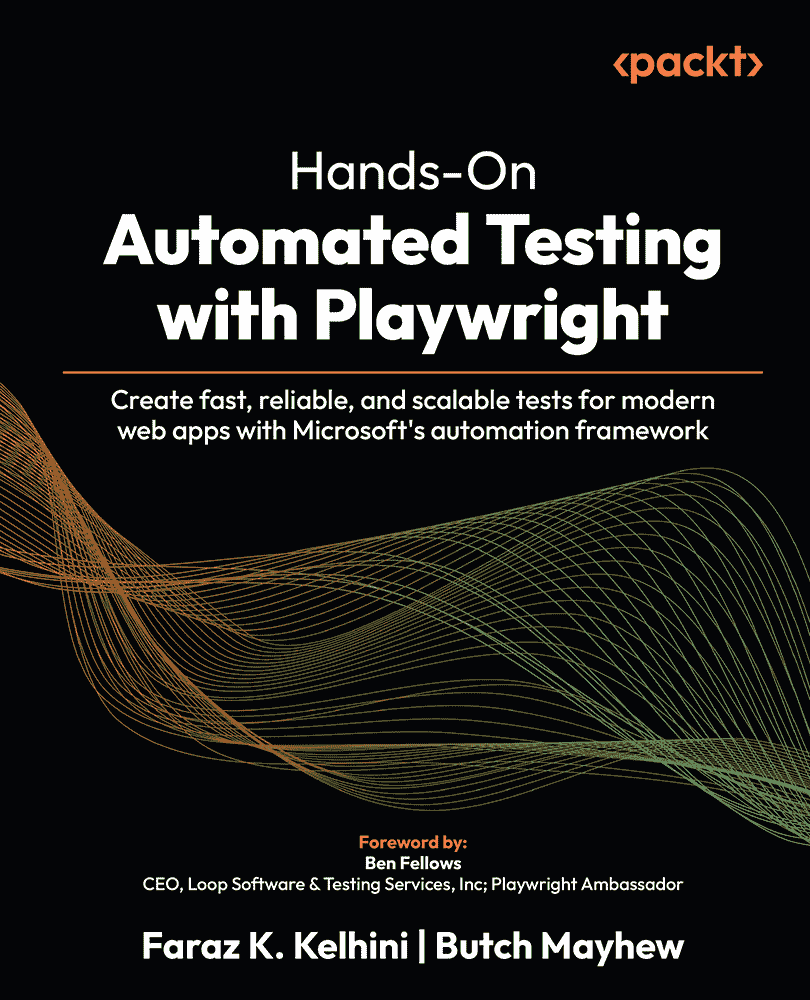 <packt>
Hands-On
Automated Testing
with Playwright
Create fast, reliable, and scalable tests for modern
web apps with Microsoft's automation framework
Foreword by:
Ben Fellows
CEO, Loop Software & Testing Services, Inc; Playwright Ambassador
Faraz K. Kelhini | Butch Mayhew